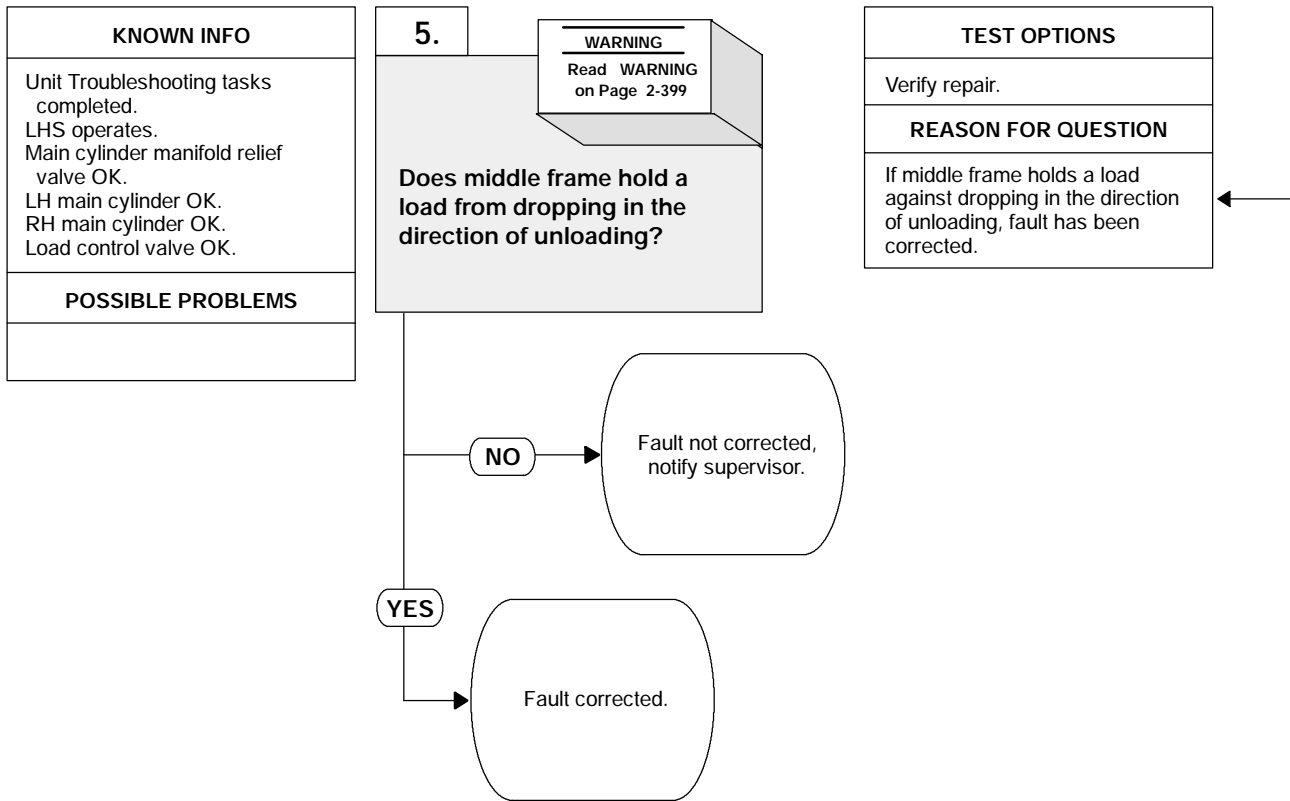 KNOWN INFO
Unit Troubleshooting tasks
completed.
LHS operates.
Main cylinder manifold relief
valve OK.
LH main cylinder OK.
RH main cylinder OK.
Load control valve OK.
POSSIBLE PROBLEMS
5.
WARNING
Read WARNING
on Page 2-399
Does middle frame hold a
load from dropping in the
direction of unloading?
TEST OPTIONS
Verify repair.
REASON FOR QUESTION
If middle frame holds a load
against dropping in the direction
of unloading, fault has been
corrected.
NO
Fault not corrected,
notify supervisor.
YES
Fault corrected.